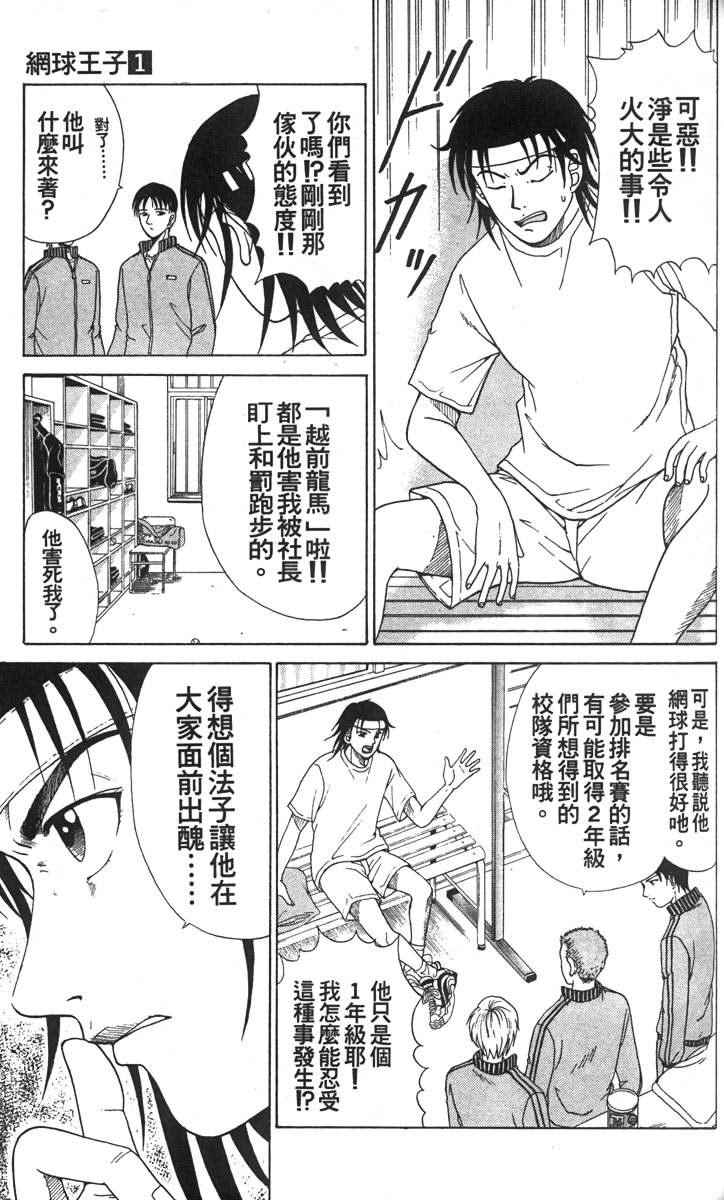 網球王子1
可惡!!
淨是些令人
火大的事!!
ドンッ
ドンッ
你們看到
了嗎!?剛剛那
傢伙的態度!!
對了……
他叫
什麼來著?
「越前龍馬」啦!!
都是他害我被社長
盯上和罰跑步的。
他害死我了。
可是,我聽說他
網球打得很好吔。
要是
參加排名賽的話,
有可能取得2年級
們所想得到的
校隊資格哦。
他只是個
1年級耶!
我怎麼能忍受
這種事發生!?
得想個法子讓他在
大家面前出醜……